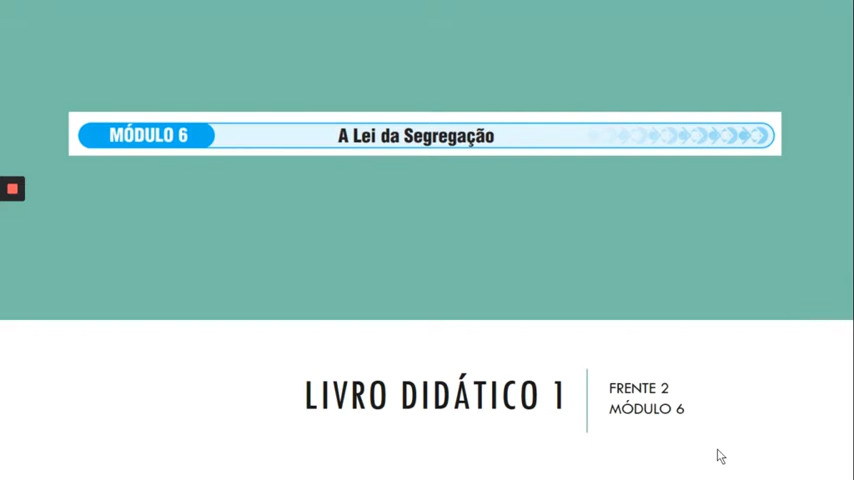 MÓDULO 6 A Lei da Segregação
LIVRO DIDÁTICO 1
FRENTE 2
MÓDULO 6